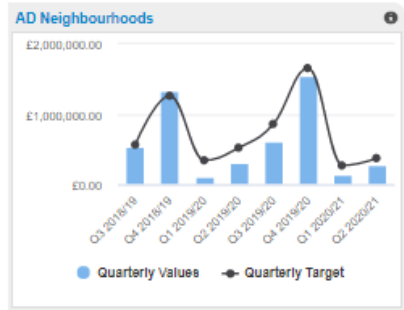 AD Neighbourhoods
£2,000,000.00
£1,000,000.00
£0.00
Q3 2018/19
Q4 2018/19
Q1 2019/20
Q2 2019/20
Q3 2019/20
Q4 2019/20
Q1 2020/21
Q2 2020/21
Quarterly Values
Quarterly Target